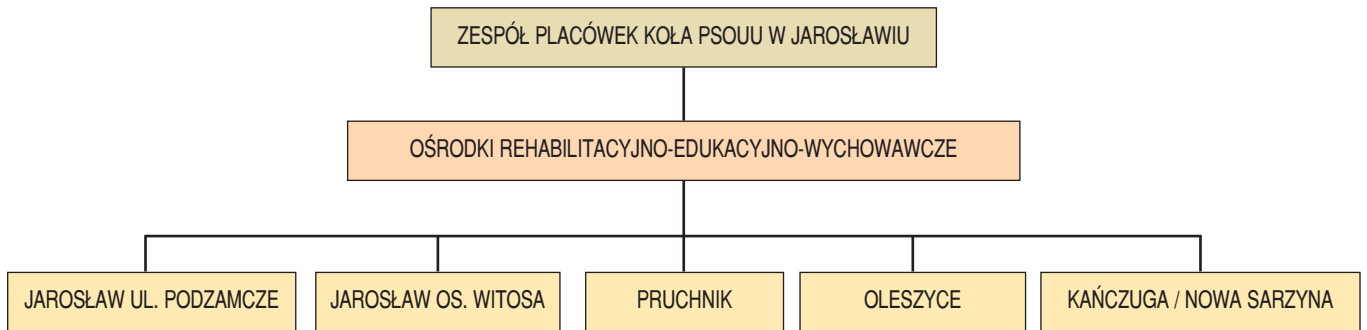 ZESPÓŁ PLACÓWEK KOŁA PSOUU W JAROSŁAWIU
OŚRODKI REHABILITACYJNO-EDUKACYJNO-WYCHOWAWCZE
JAROSŁAW UL. PODZAMCZE
JAROSŁAW OS. WITOSA
PRUCHNIK
OLESZYCE
KAŃCZUGA / NOWA SARZYNA